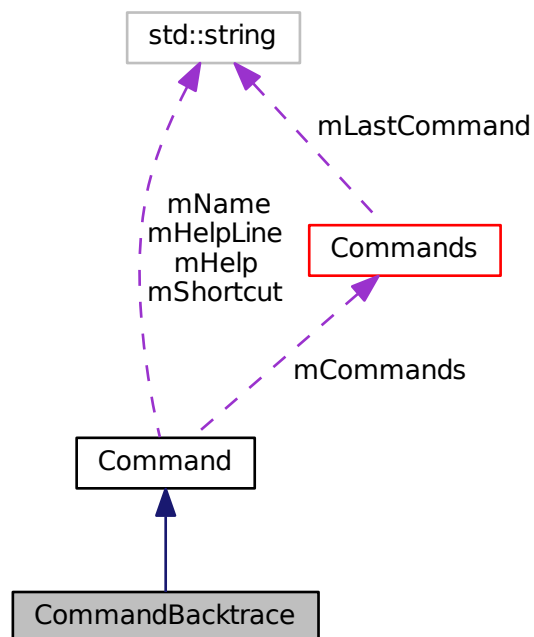 std::string
mLastCommand
mName
mHelpLine
mHelp
mShortcut
Commands
mCommands
Command
CommandBacktrace